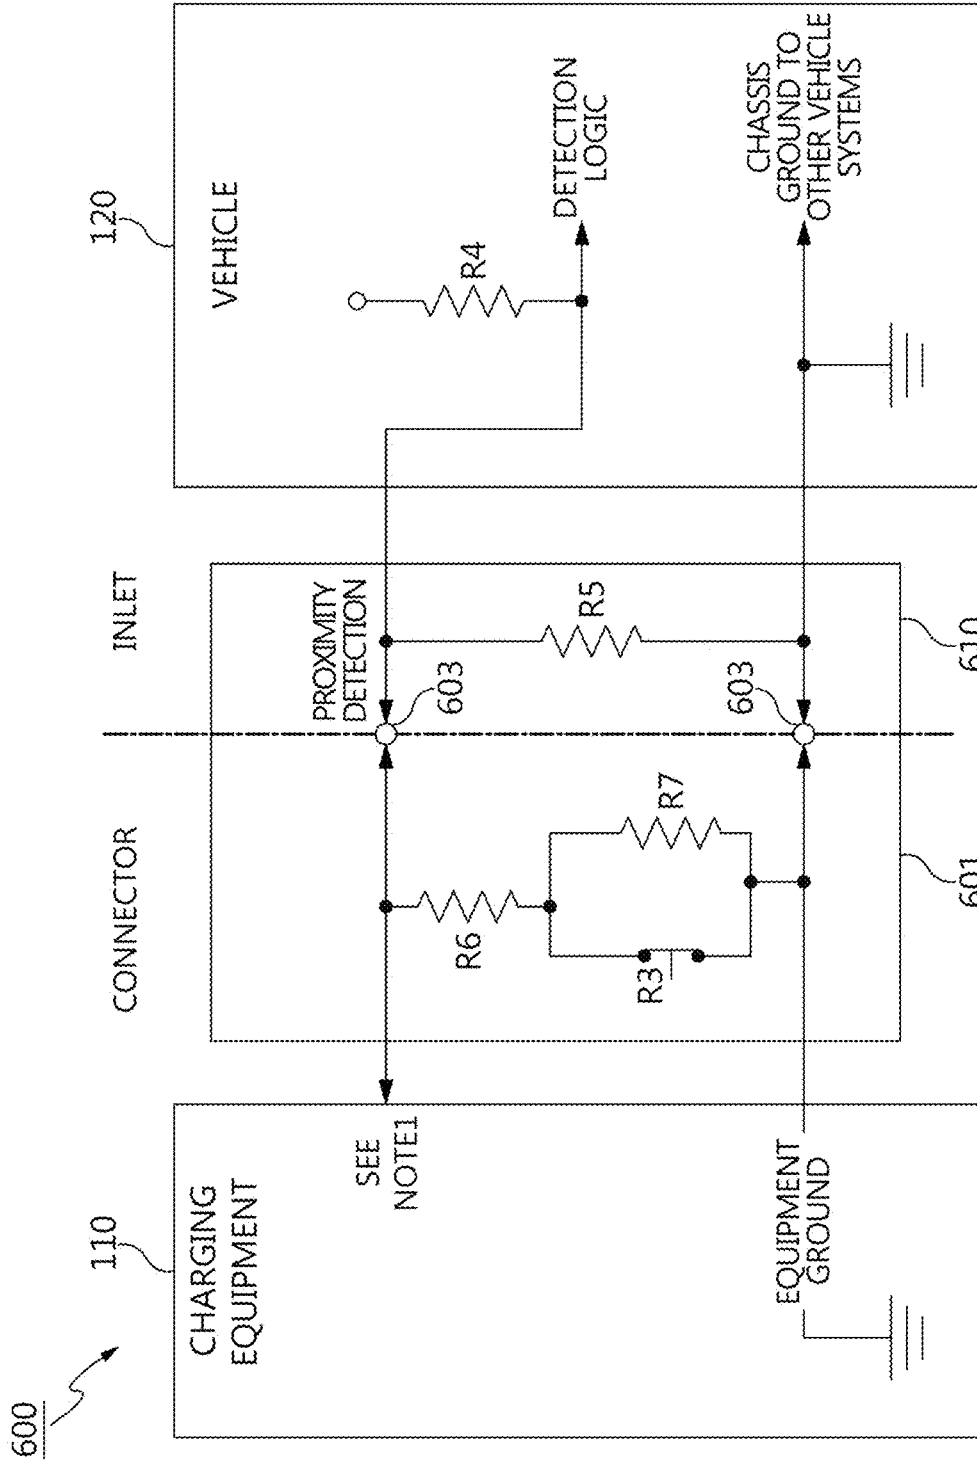 600
110
CHARGING
EQUIPMENT
SEE
NOTE1
EQUIPMENT
GROUND
CONNECTOR
INLET
R6
R3
R7
601
PROXIMITY
DETECTION
603
603
R5
610
120
VEHICLE
R4
DETECTION
LOGIC
CHASSIS
GROUND TO
OTHER VEHICLE
SYSTEMS